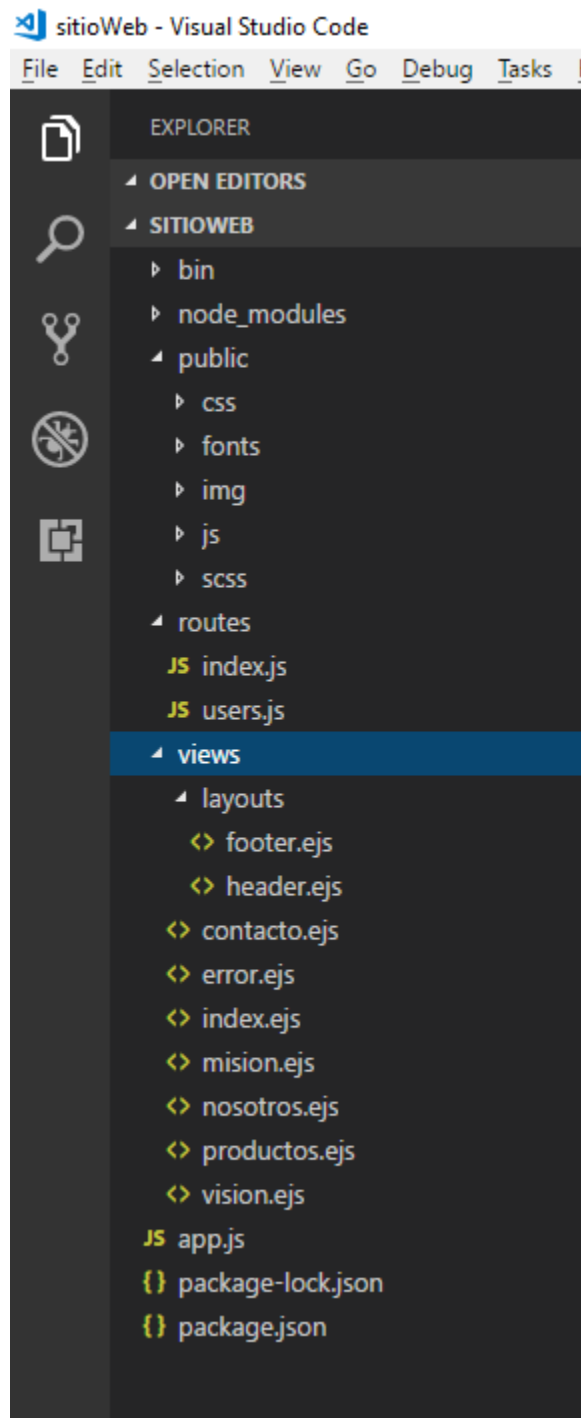 sitioWeb - Visual Studio Code
File Edit Selection View Go Debug Tasks
EXPLORER
OPEN EDITORS
SITIOWEB
bin
node_modules
public
css
fonts
img
js
scss
routes
JS index.js
JS users.js
views
layouts
<> footer.ejs
<> header.ejs
<> contacto.ejs
<> error.ejs
<> index.ejs
<> mision.ejs
<> nosotros.ejs
<> productos.ejs
<> vision.ejs
JS app.js
{} package-lock.json
{} package.json